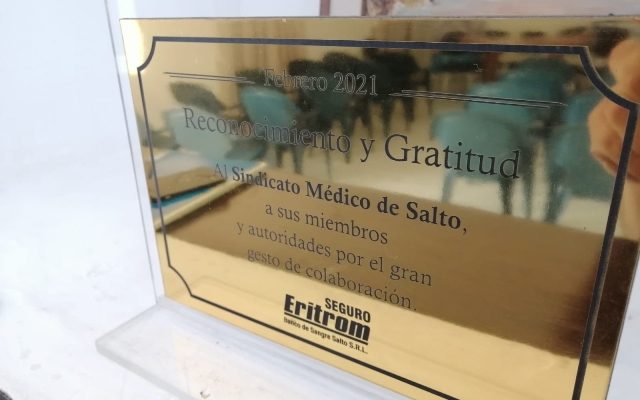 Febrero 2021
Reconocimiento y Gratitud
Al Sindicato Médico de Salto,
a sus miembros
y autoridades por el gran
gesto de colaboración.
SEGURO
Eritrom
Banco de Sangre Salto S.R.L.